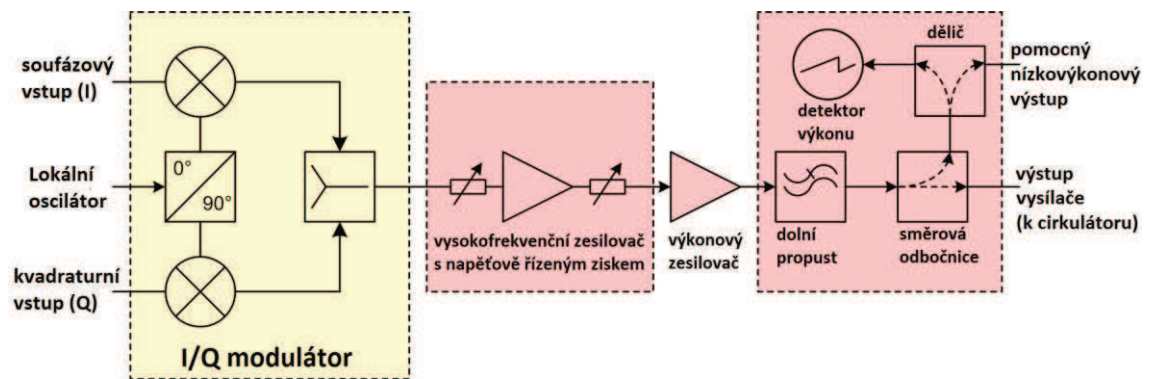 soufázový
vstup (I)
Lokální
oscilátor
kvadraturní
vstup (Q)
0°
90°
I/Q modulátor
vysokofrekvenční zesilovač
s napěťově řízeným ziskem
výkonový
zesilovač
dělič
detektor
výkonu
pomocný
nízkovýkonový
výstup
dolní
propust
směrová
odbočnice
výstup
vysílače
(k cirkulátoru)